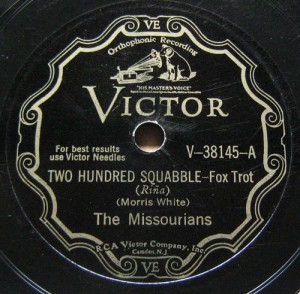 VE
Orthophonic Recording
"HIS MASTER'S VOICE"
VICTOR
For best results
use Victor Needles
V-38145-A
TWO HUNDRED SQUABBLE-Fox Trot
(Riña)
(Morris White)
The Missourians
RCA Victor Company, Inc.
Camden, N.J.
VE